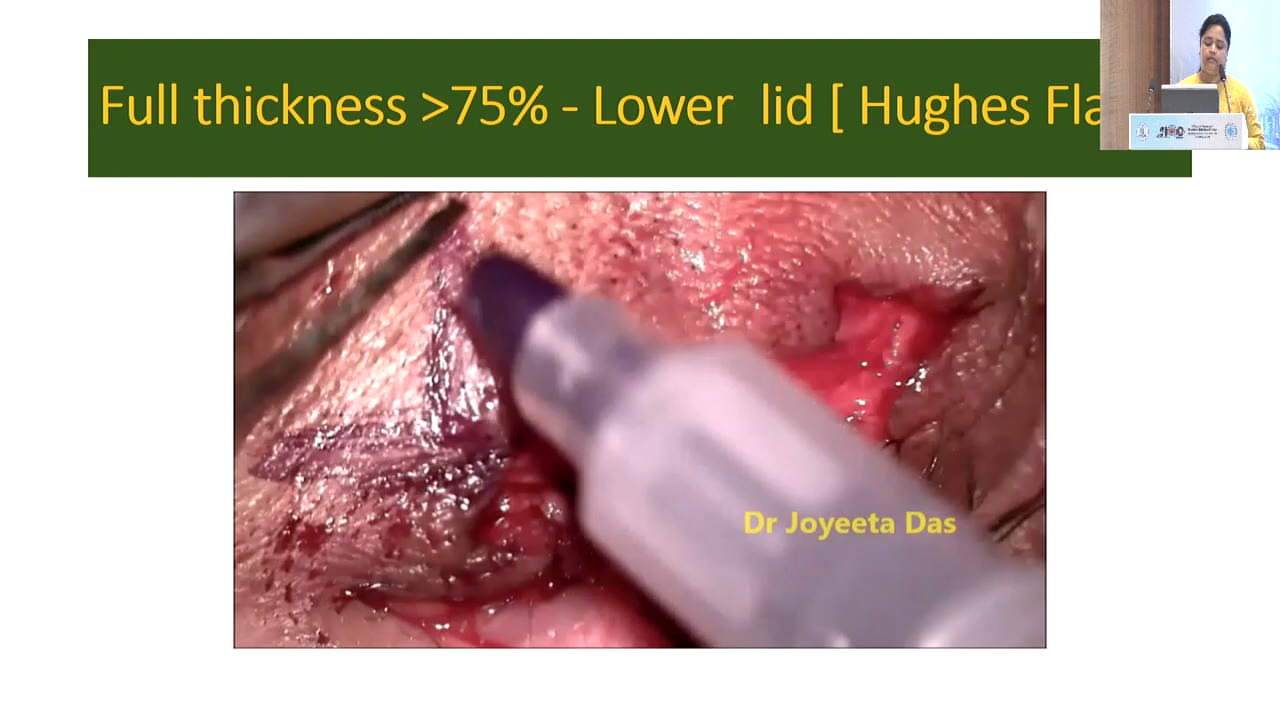 Full thickness >75% - Lower lid [ Hughes Fla
Dr Joyeeta Das